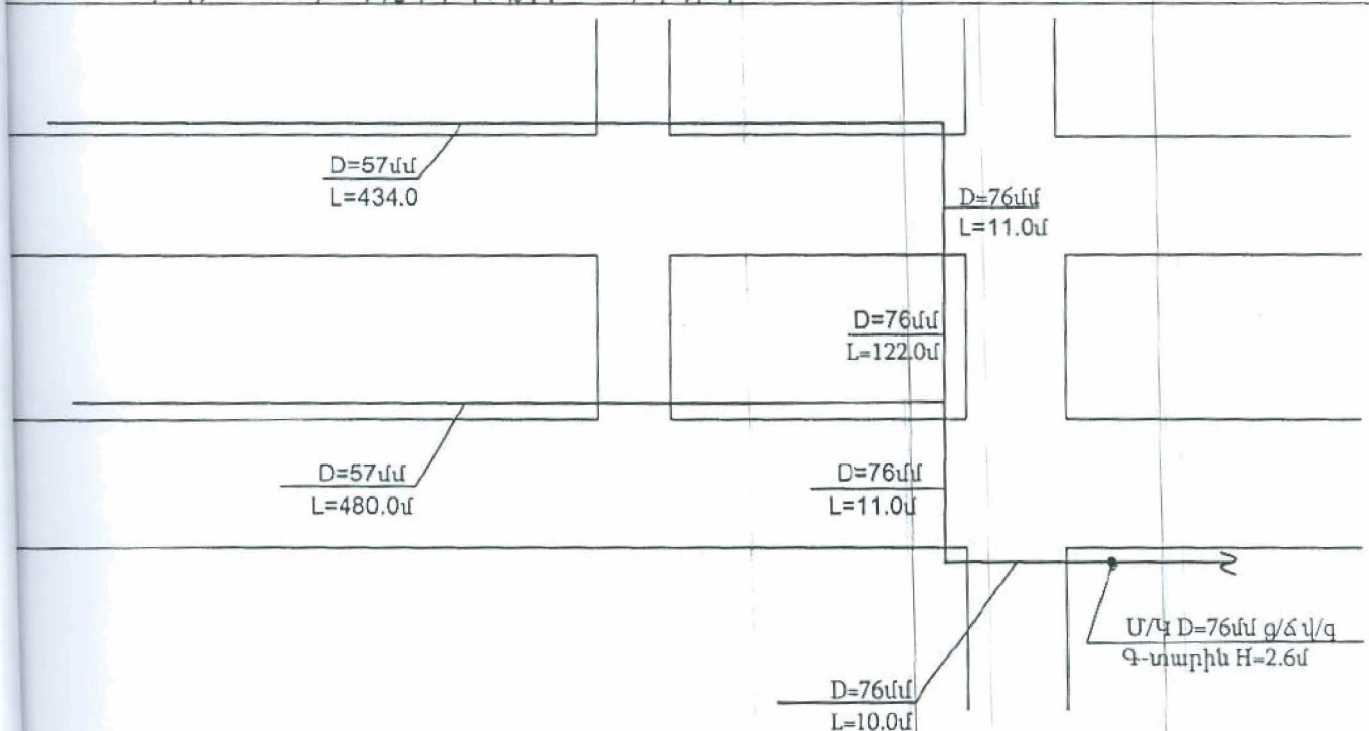 D=57մմ
L=434.0
D=76մմ
L=11.0մ
D=76մմ
L=122.0մ
D=57մմ
L=480.0մ
D=76մմ
L=11.0մ
Մ/Կ D=76մմ ց/ճ վ/գ
Գ-տարին H=2.6մ
D=76մմ
L=10.0մ